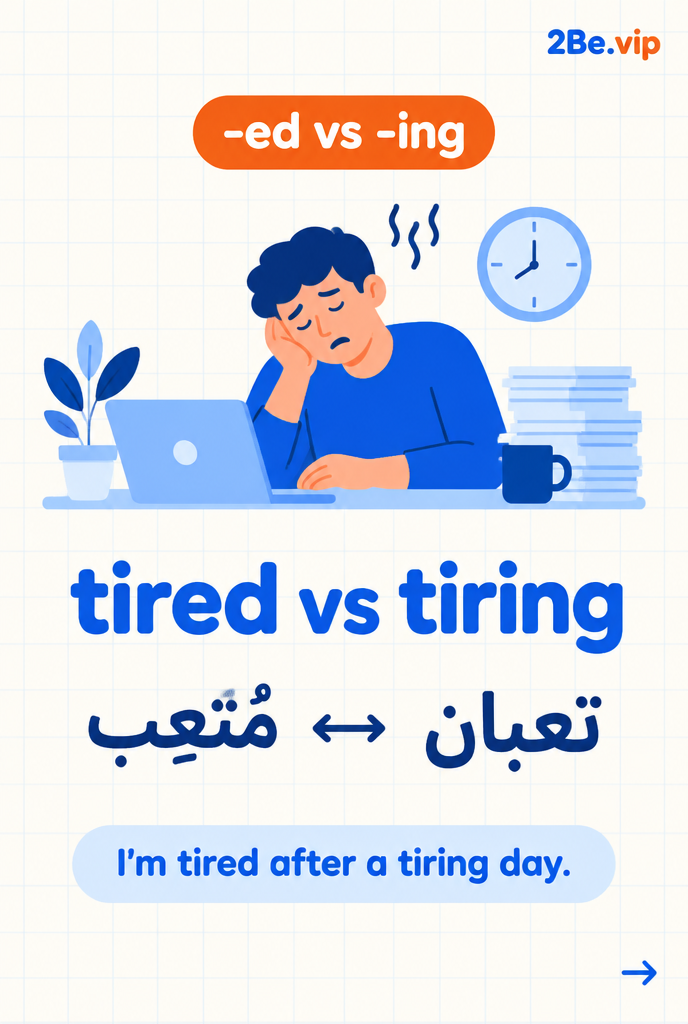 2Be.vip
-ed vs -ing
tired vs tiring
تعبان ↔ مُتعِب
I'm tired after a tiring day.
→